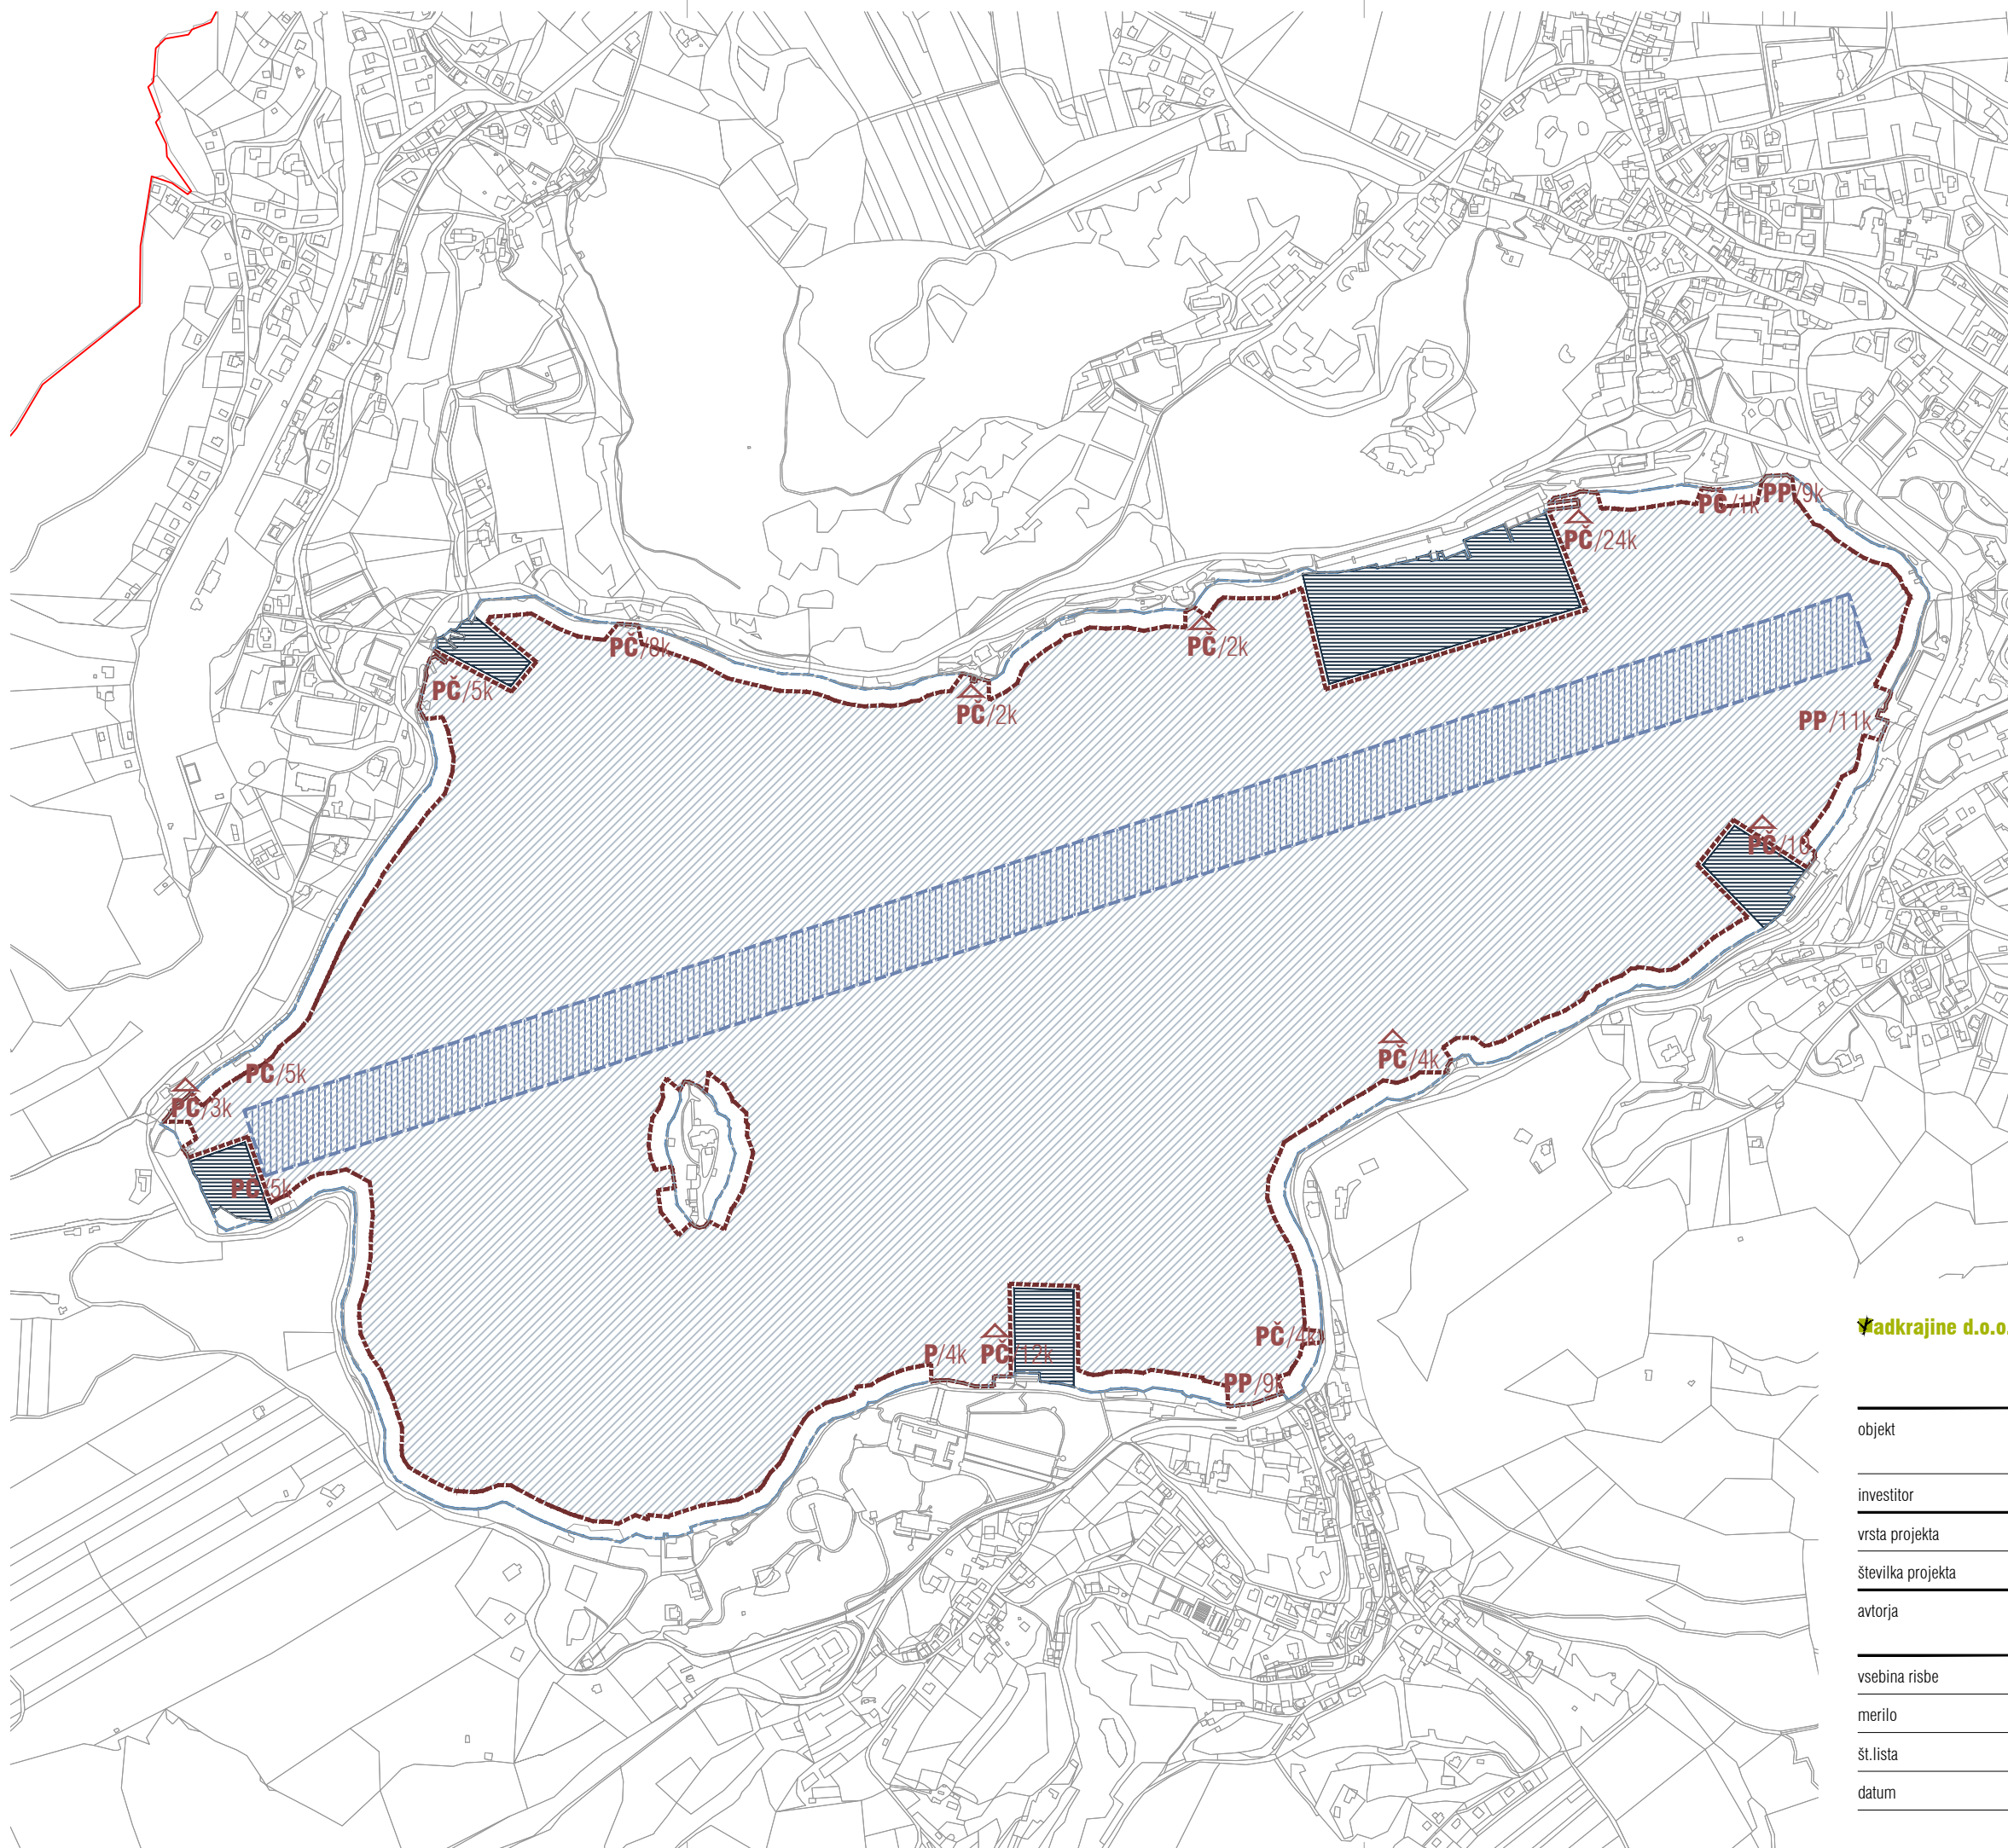 PČ/1k
PP/9k
PČ/24k
PČ/8k
PČ/2k
PČ/5k
PČ/2k
PP/11k
PČ/10
PČ/4k
PČ/5k
PČ/3k
PČ/5k
adkrajine d.o.o.
PČ/4k
P/4k
PČ/12k
PP/9k
objekt
investitor
vrsta projekta
številka projekta
avtorja
vsebina risbe
merilo
št.lista
datum